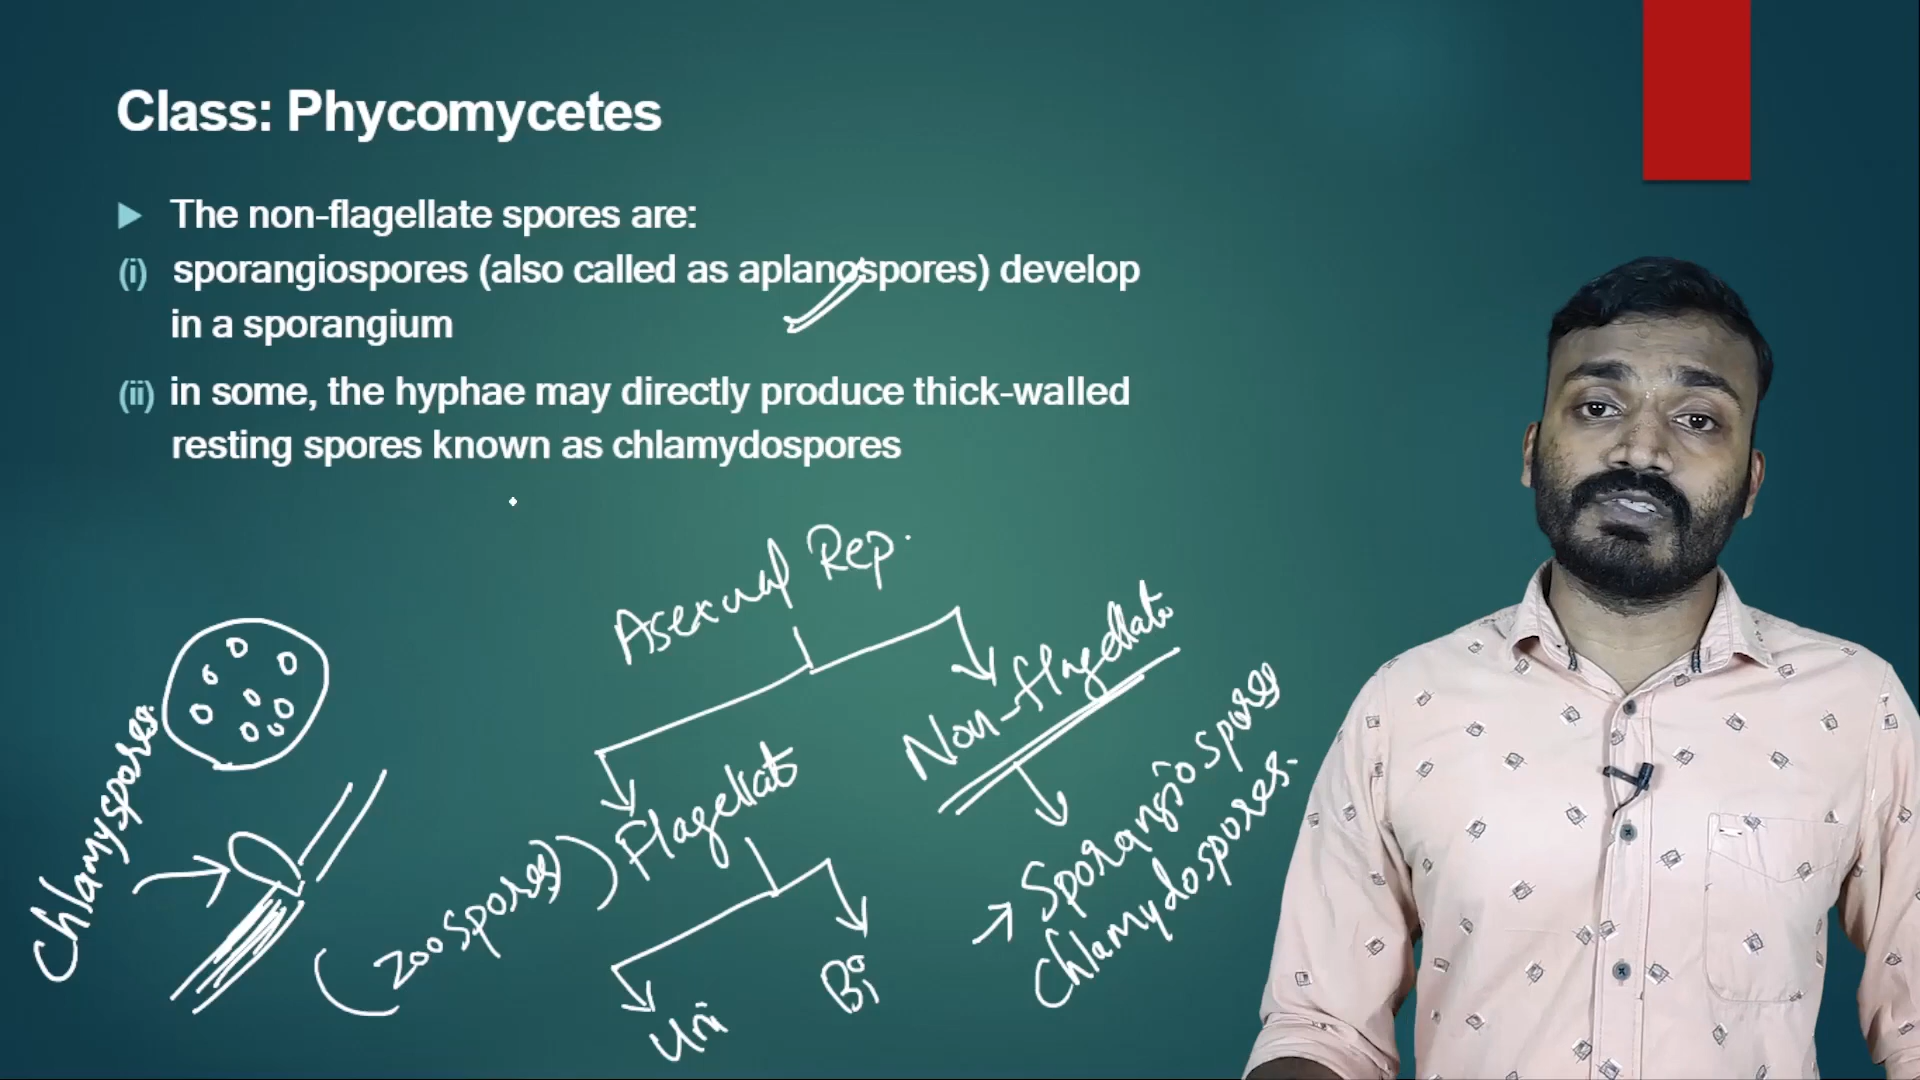 Class: Phycomycetes
▶ The non-flagellate spores are:
(i) sporangiospores (also called as aplanospores) develop
in a sporangium
(ii) in some, the hyphae may directly produce thick-walled
resting spores known as chlamydospores
Asexual Rep.
Non-flagellate
Flagellate
(zoospores)
Uni
Bi
Sporangiospores
Chlamydospores.
Chlamyspores.